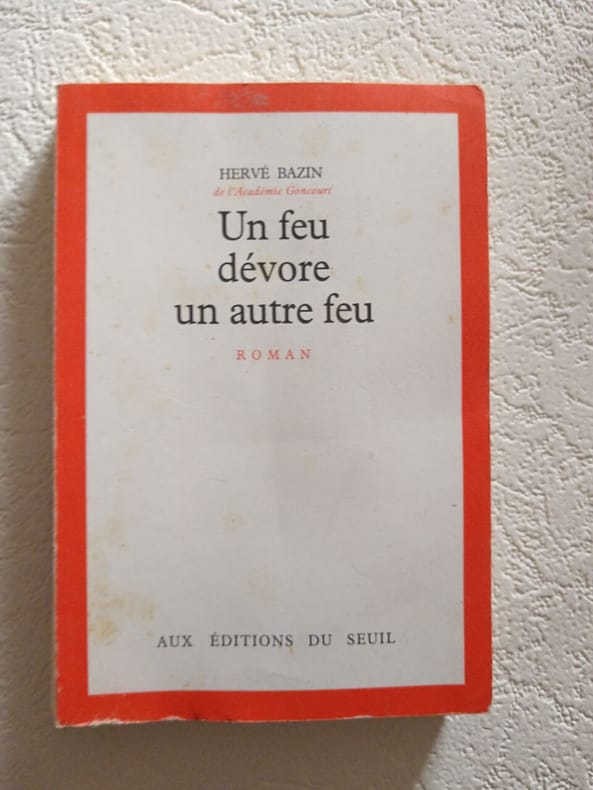 HERVÉ BAZIN
de l'Académie Goncourt
Un feu
dévore
un autre feu
ROMAN
AUX ÉDITIONS DU SEUIL